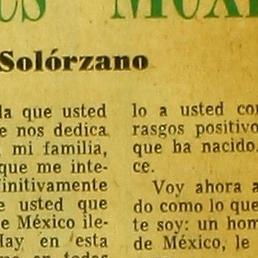 Solórzano
la que usted
e nos dedica
mi familia,
que me inte-
finitivamente
e usted que
e México ile-
Hay en esta
lo a usted con
rasgos positivo
que ha nacido.
ce.
Voy ahora a
do como lo que
te soy: un hom
de México, le